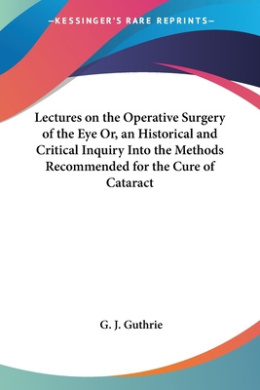 KESSINGER'S RARE REPRINTS
Lectures on the Operative Surgery
of the Eye Or, an Historical and
Critical Inquiry Into the Methods
Recommended for the Cure of
Cataract
G. J. Guthrie